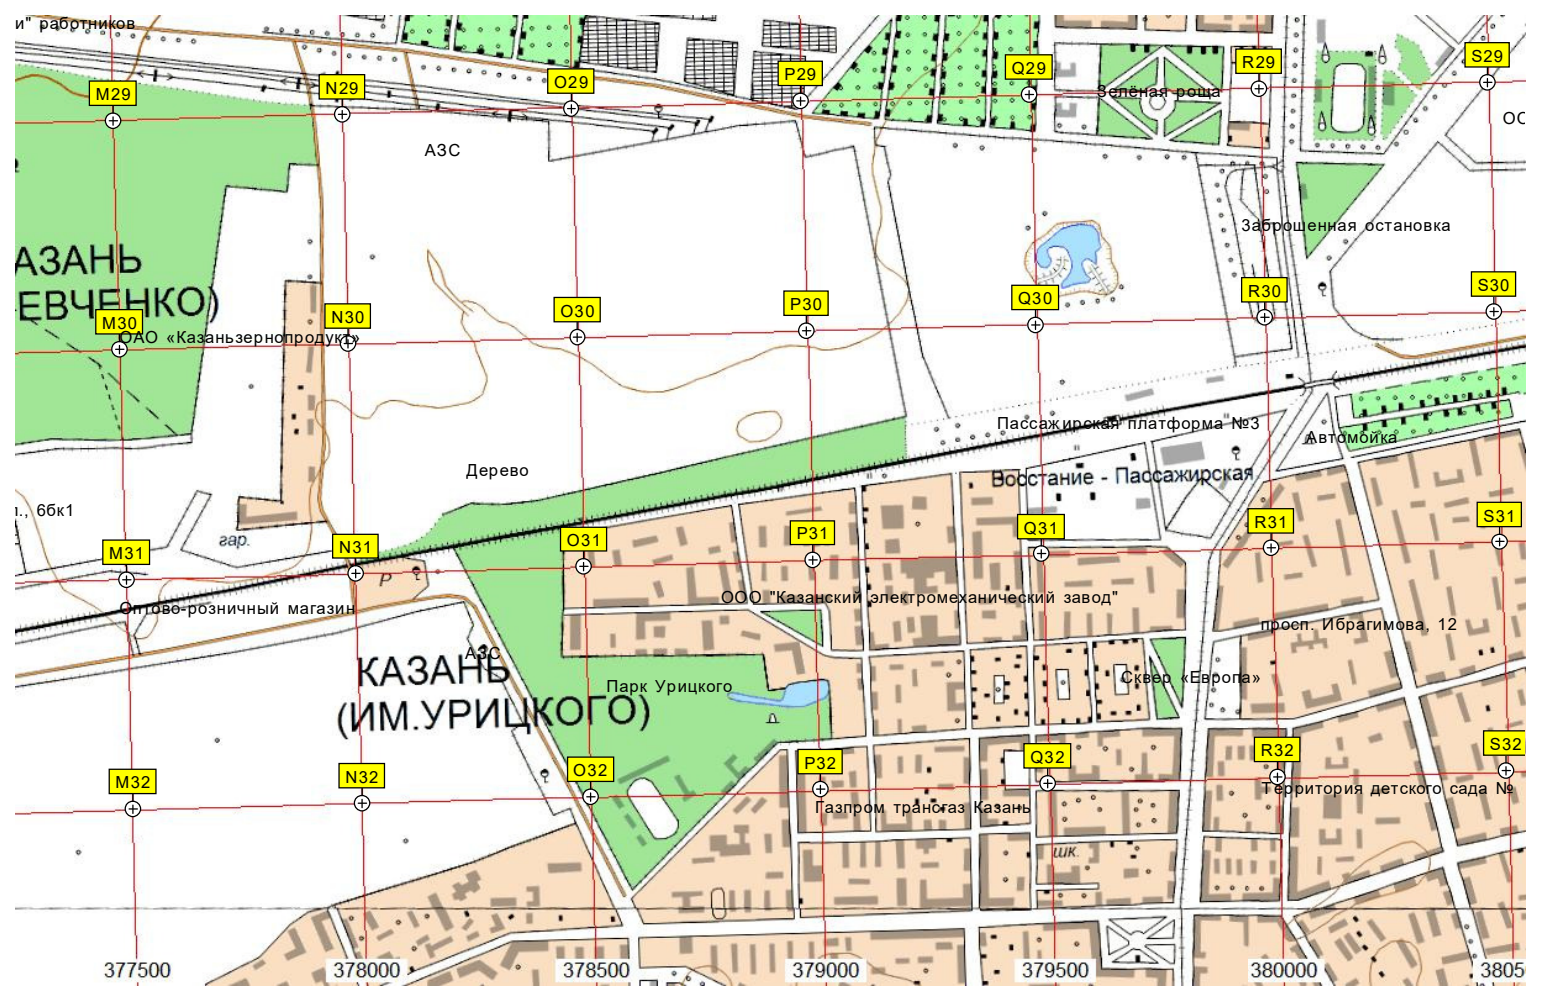 и" работников
M29
N29
O29
P29
Q29
R29
S29
Зелёная роща
ОС
АЗС
Заброшенная остановка
АЗАНЬ
ЕВЧЕНКО)
M30
N30
O30
P30
Q30
R30
S30
ОАО «Казаньзернопродукт»
Пассажирская платформа №3
Автомойка
Дерево
Восстание - Пассажирская
л., 6бк1
гар.
M31
N31
O31
P31
Q31
R31
S31
Р
Оптово-розничный магазин
ООО "Казанский электромеханический завод"
просп. Ибрагимова, 12
АЗС
КАЗАНЬ
(ИМ.УРИЦКОГО)
Парк Урицкого
Сквер «Европа»
M32
N32
O32
P32
Q32
R32
S32
Газпром трансгаз Казань
Территория детского сада №
шк.
377500
378000
378500
379000
379500
380000
3805